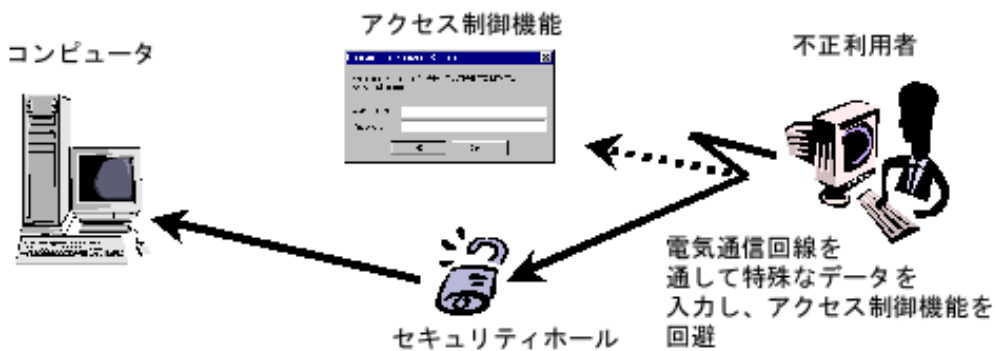 アクセス制御機能
コンピュータ
不正利用者
電気通信回線を
通して特殊なデータを
入力し、アクセス制御機能を
回避
セキュリティホール